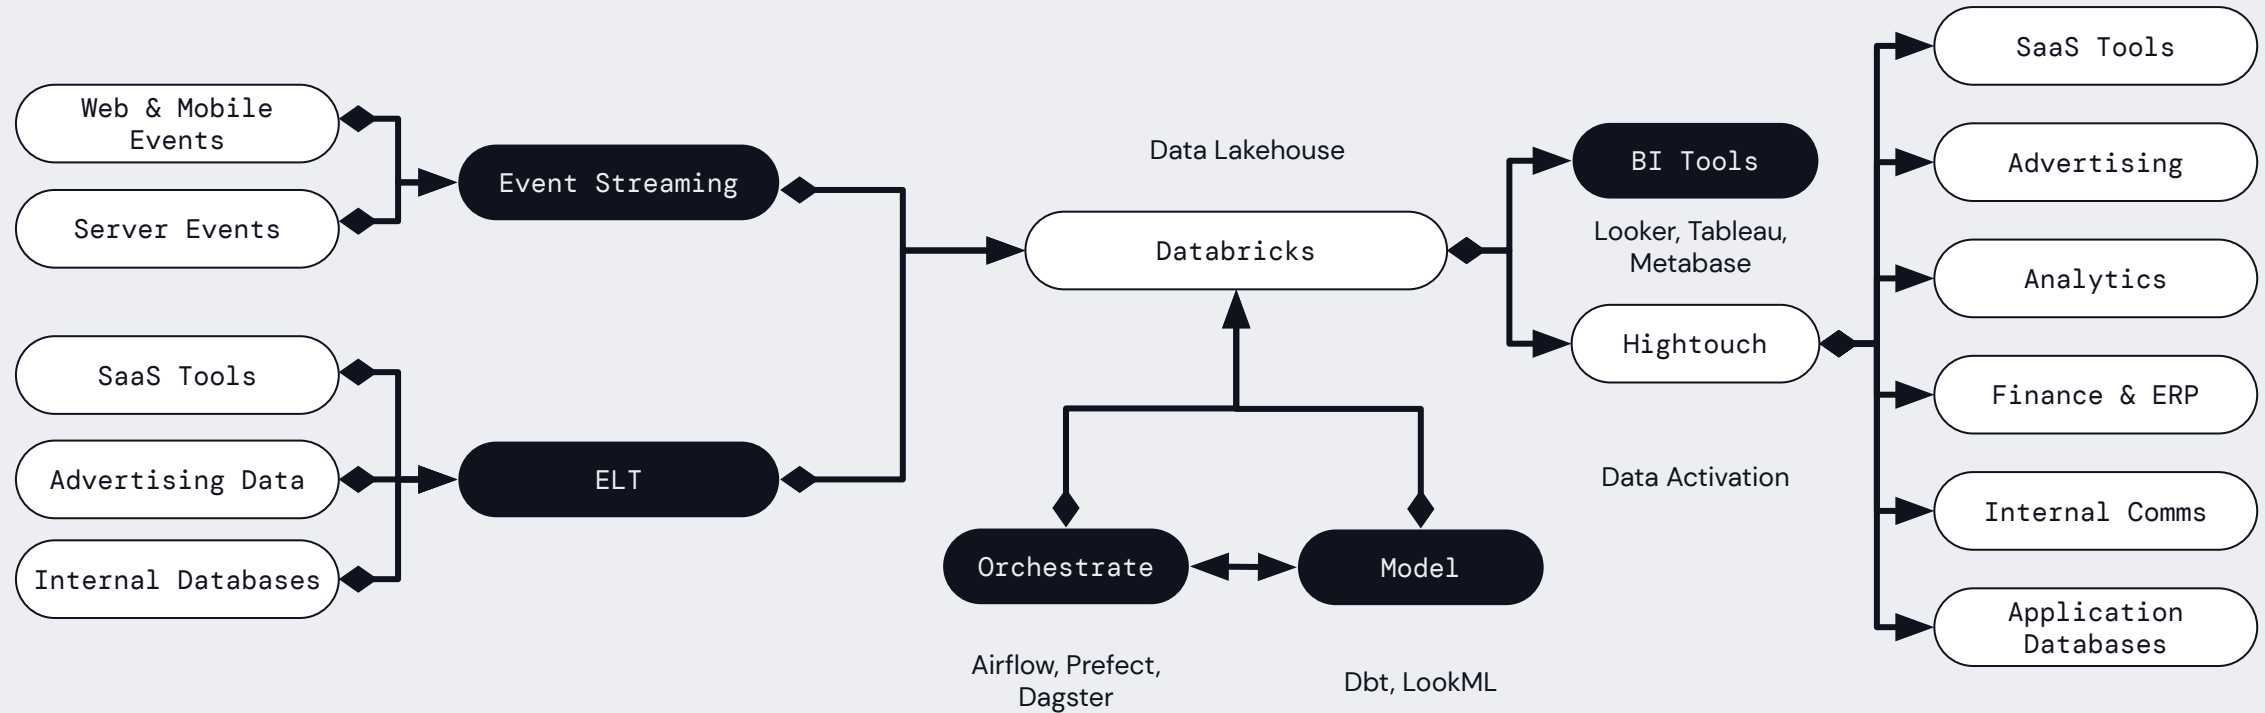 Web & Mobile
Events
Server Events
SaaS Tools
Advertising Data
Internal Databases
Event Streaming
ELT
Data Lakehouse
Databricks
Orchestrate
Airflow, Prefect,
Dagster
Model
Dbt, LookML
BI Tools
Looker, Tableau,
Metabase
Hightouch
Data Activation
SaaS Tools
Advertising
Analytics
Finance & ERP
Internal Comms
Application
Databases